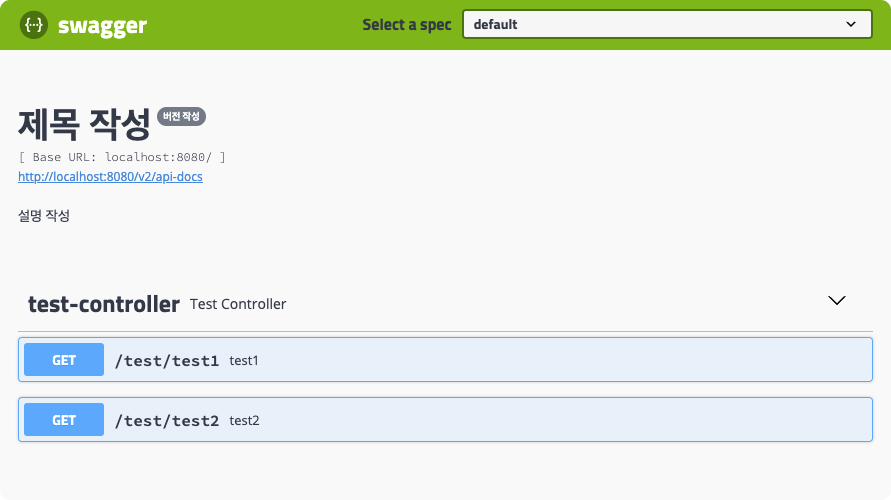 {···} swagger Select a spec default
제목 작성 버전 작성
[ Base URL: localhost:8080/ ]
http://localhost:8080/v2/api-docs
설명 작성
test-controller Test Controller
GET /test/test1 test1
GET /test/test2 test2